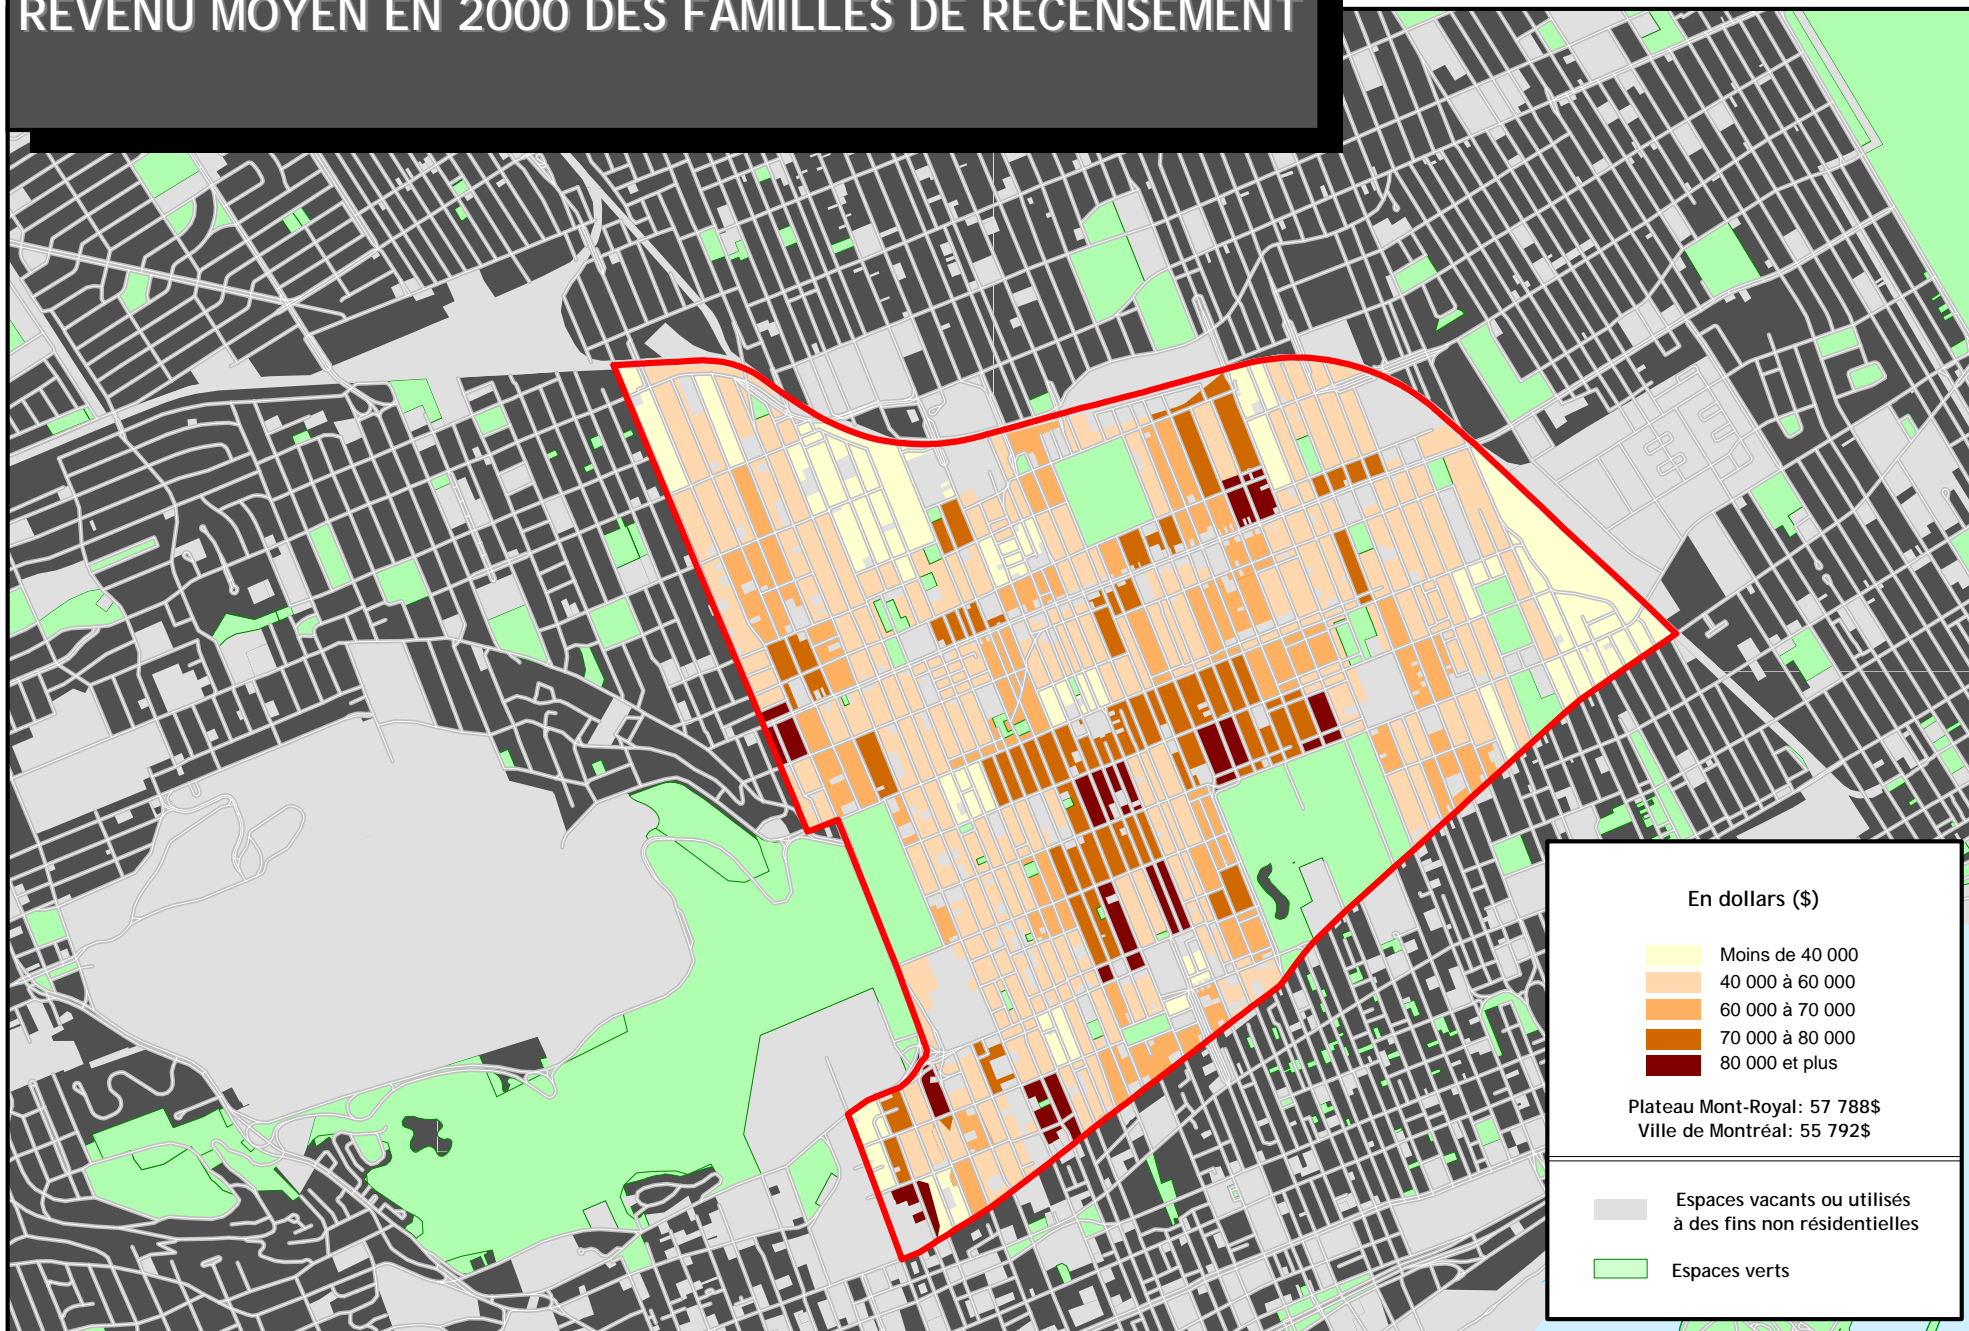 REVENU MOYEN EN 2000 DES FAMILLES DE RECENSEMENT
En dollars ($)
Moins de 40 000
40 000 à 60 000
60 000 à 70 000
70 000 à 80 000
80 000 et plus
Plateau Mont-Royal: 57 788$
Ville de Montréal: 55 792$
Espaces vacants ou utilisés
à des fins non résidentielles
Espaces verts